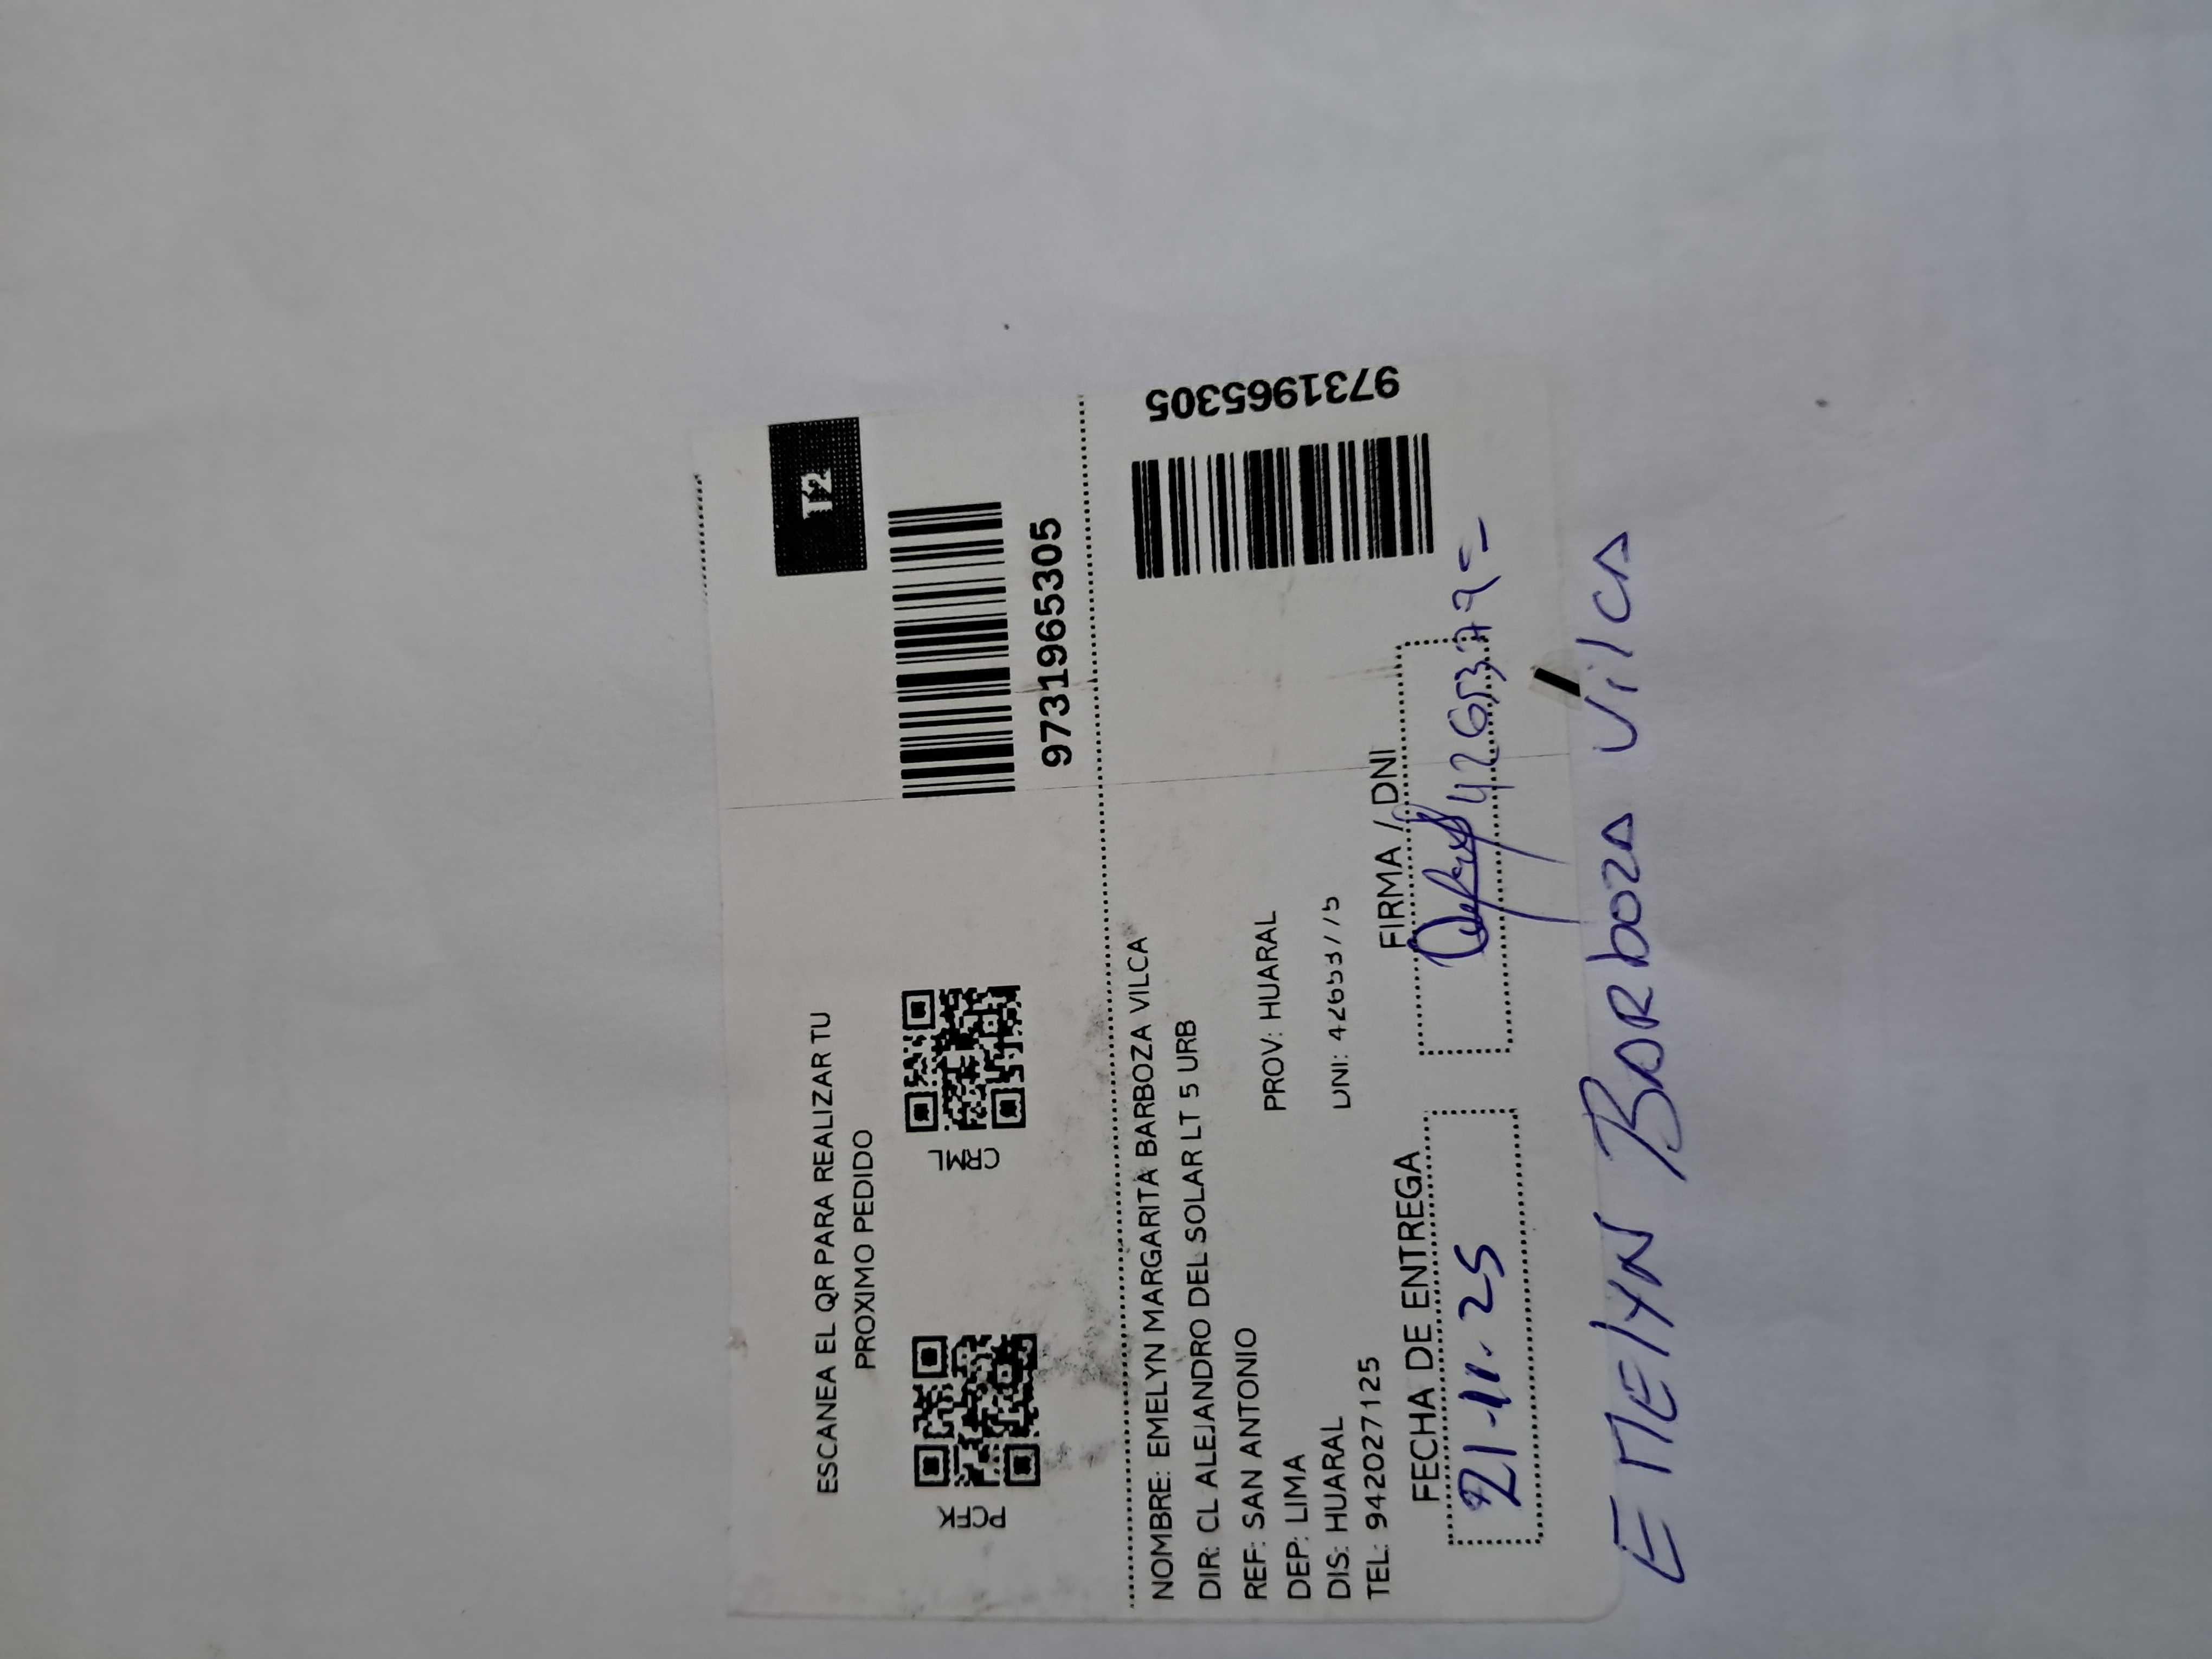 T2
ESCANEA EL QR PARA REALIZAR TU
PROXIMO PEDIDO
PCFK
CRML
9731965305
NOMBRE: EMELYN MARGARITA BARBOZA VILCA
DIR: CL ALEJANDRO DEL SOLAR LT 5 URB
REF: SAN ANTONIO
DEP: LIMA PROV: HUARAL
DIS: HUARAL
TEL: 942027125 DNI: 42653775
9731965305
FECHA DE ENTREGA FIRMA / DNI
21-11-25
EMELYN BARboza Vilca